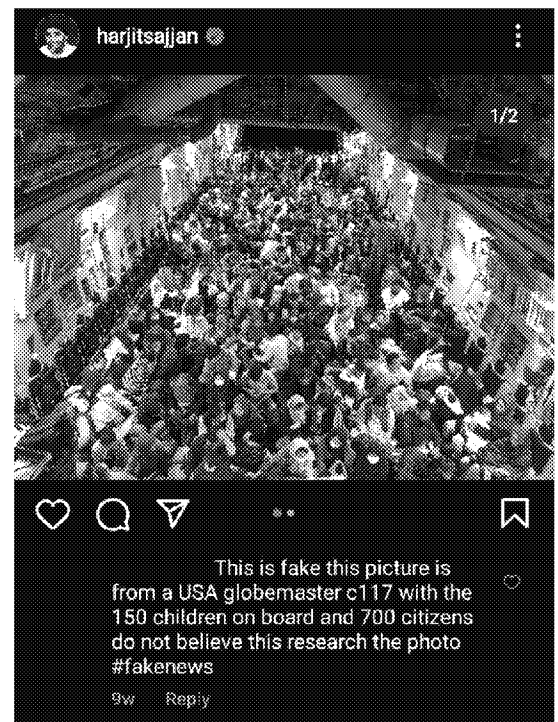 harjitsajjan
1/2
This is fake this picture is
from a USA globemaster c117 with the
150 children on board and 700 citizens
do not believe this research the photo
#fakenews
9w Reply